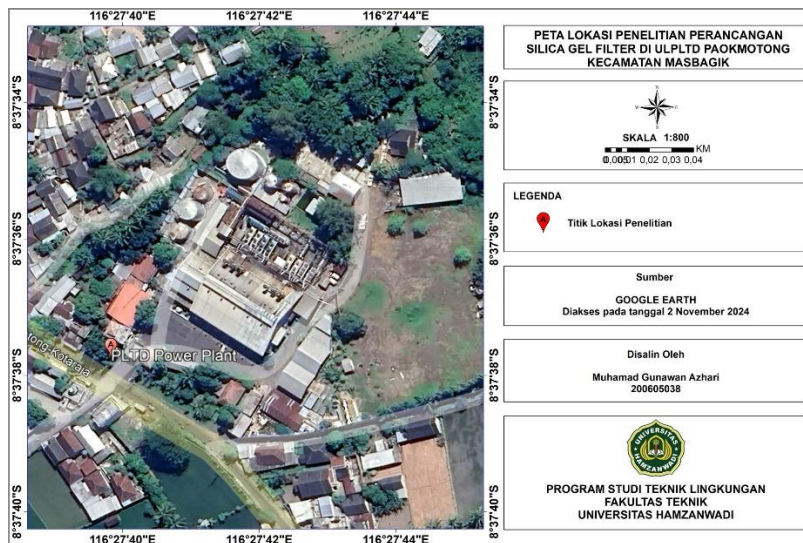 116°27'40"E
116°27'42"E
116°27'44"E
8°37'34"S
8°37'36"S
8°37'38"S
8°37'40"S
tong-Kotaraja
A
PLTD Power Plant
8°37'34"S
8°37'36"S
8°37'38"S
8°37'40"S
116°27'40"E
116°27'42"E
116°27'44"E
PETA LOKASI PENELITIAN PERANCANGAN
SILICA GEL FILTER DI ULPLTD PAOKMOTONG
KECAMATAN MASBAGIK
SKALA 1:800
KM
0,02 0,03 0,04
LEGENDA
A
Titik Lokasi Penelitian
Sumber
GOOGLE EARTH
Diakses pada tanggal 2 November 2024
Disalin Oleh
Muhamad Gunawan Azhari
200605038
UNIVERSITAS
HAMZANWADI
PROGRAM STUDI TEKNIK LINGKUNGAN
FAKULTAS TEKNIK
UNIVERSITAS HAMZANWADI